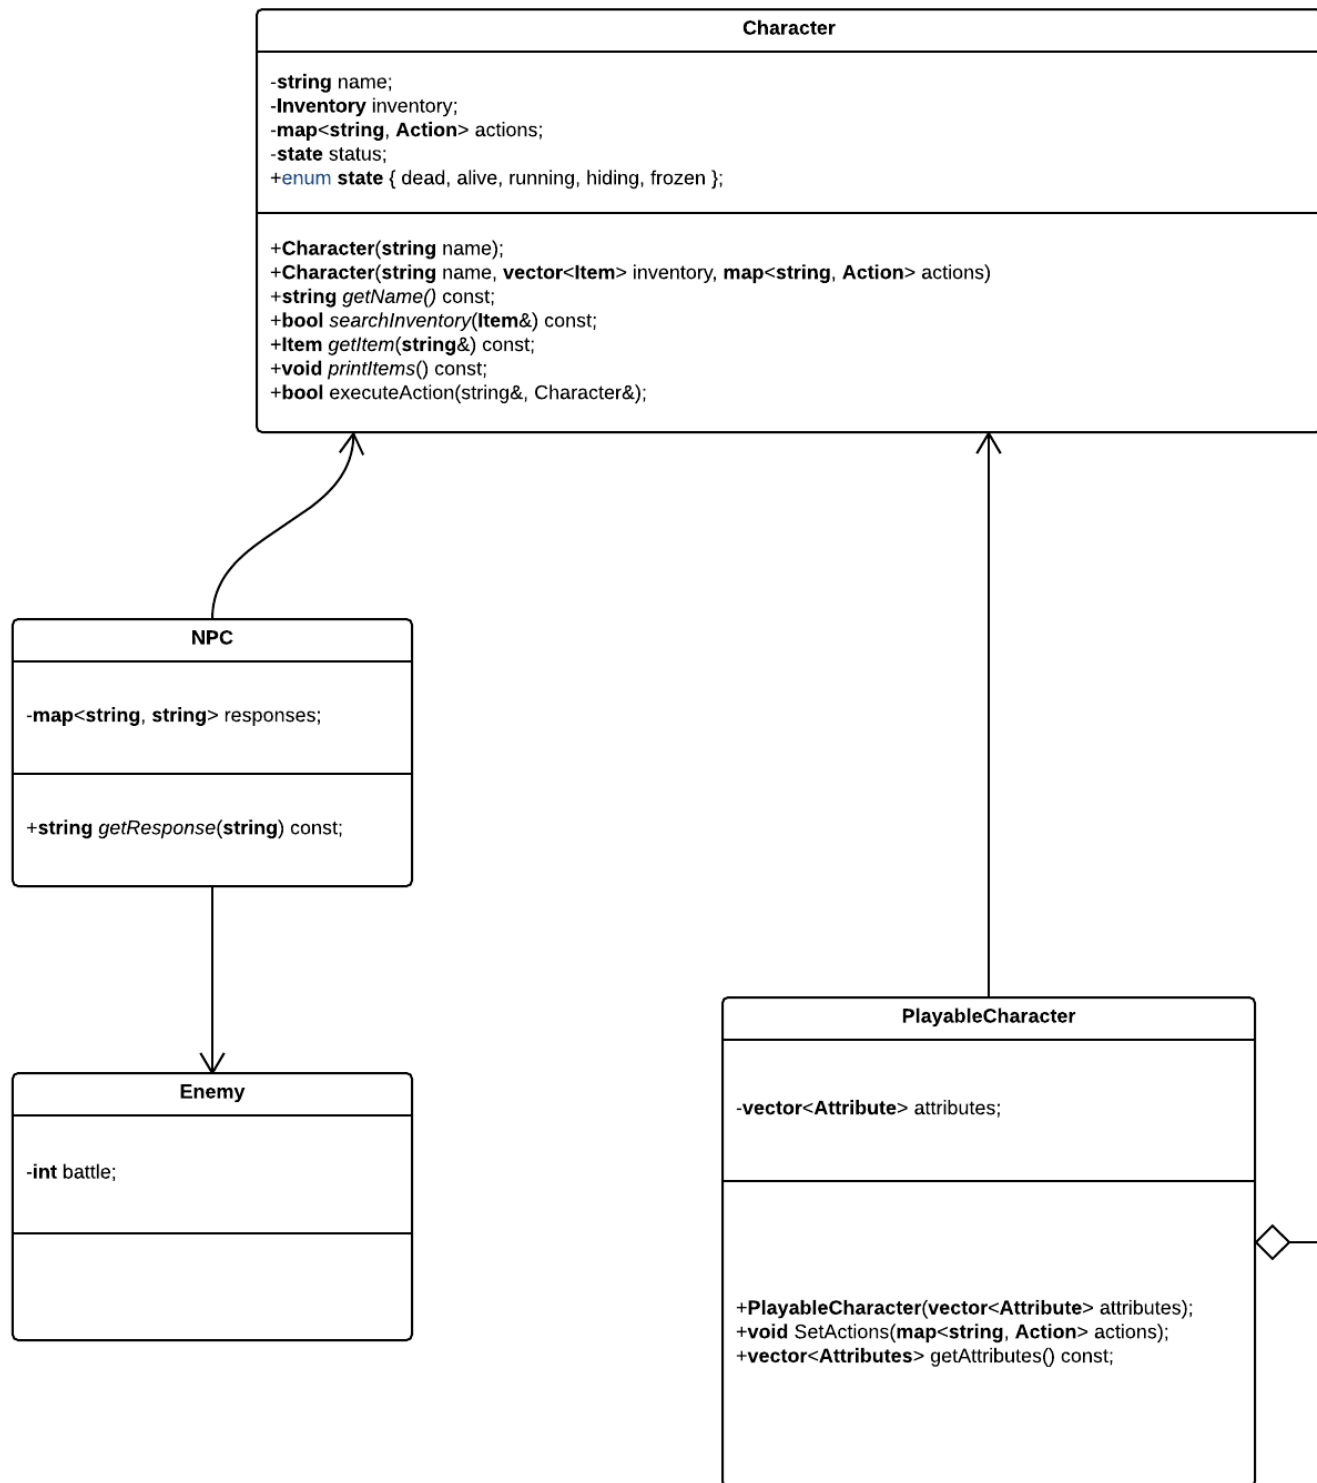 Character
-string name;
-Inventory inventory;
-map<string, Action> actions;
-state status;
+enum state { dead, alive, running, hiding, frozen };
+Character(string name);
+Character(string name, vector<Item> inventory, map<string, Action> actions)
+string getName() const;
+bool searchInventory(Item&) const;
+Item getItem(string&) const;
+void printItems() const;
+bool executeAction(string&, Character&);
NPC
-map<string, string> responses;
+string getResponse(string) const;
Enemy
-int battle;
PlayableCharacter
-vector<Attribute> attributes;
+PlayableCharacter(vector<Attribute> attributes);
+void SetActions(map<string, Action> actions);
+vector<Attributes> getAttributes() const;